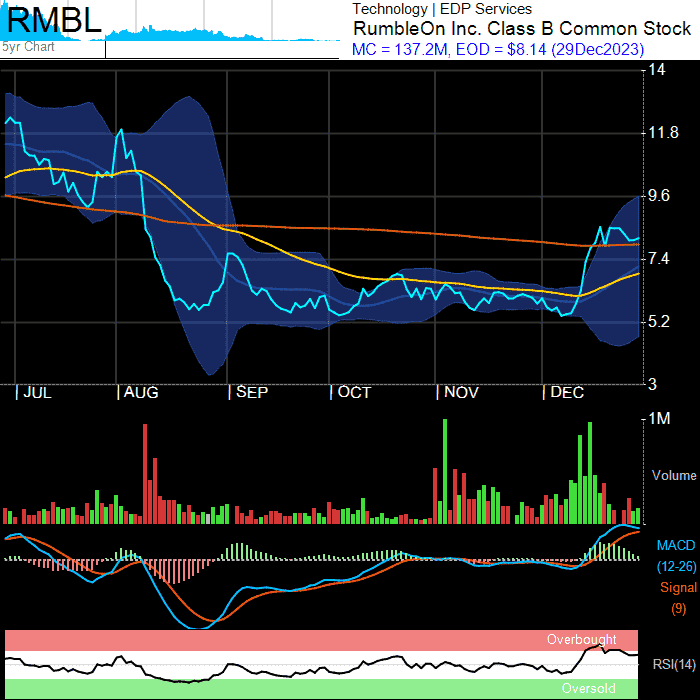 RMBL
5yr Chart
Technology | EDP Services
RumbleOn Inc. Class B Common Stock
MC = 137.2M, EOD = $8.14 (29Dec2023)
14
11.8
9.6
7.4
5.2
3
JUL AUG SEP OCT NOV DEC
1M
Volume
MACD
(12-26)
Signal
(9)
Overbought
RSI(14)
Oversold